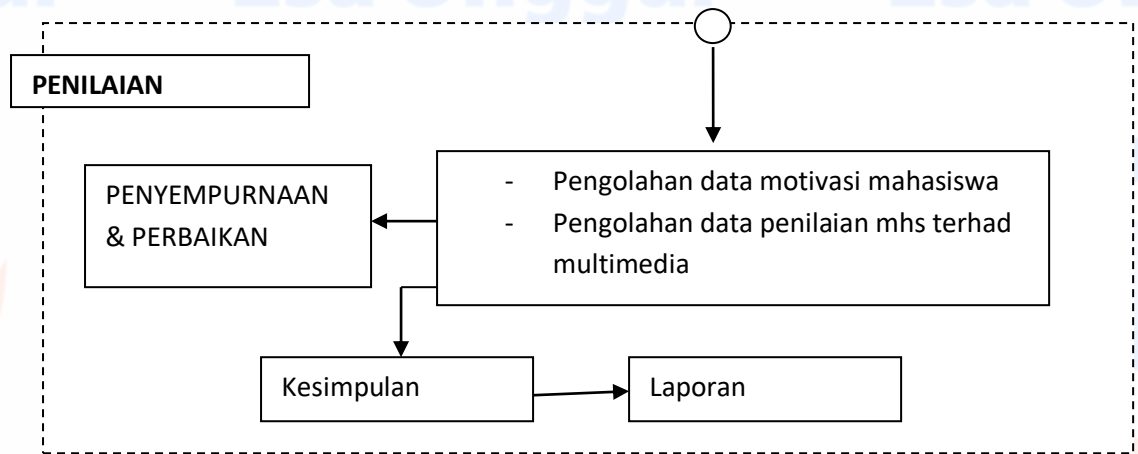 PENILAIAN
- Pengolahan data motivasi mahasiswa
- Pengolahan data penilaian mhs terhad
multimedia
PENYEMPURNAAN
& PERBAIKAN
Kesimpulan
Laporan